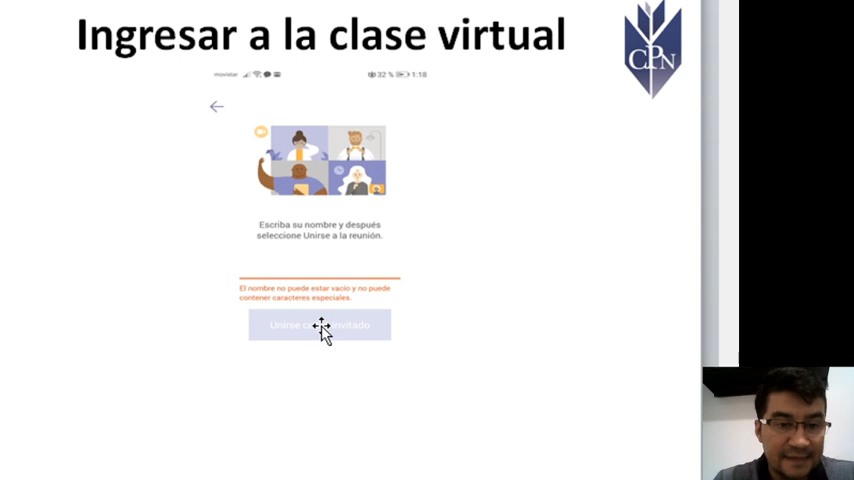 Ingresar a la clase virtual
CPN
movistar 32 % 1:18
Escriba su nombre y después
seleccione Unirse a la reunión.
El nombre no puede estar vacío y no puede
contener caracteres especiales.
Unirse invitado